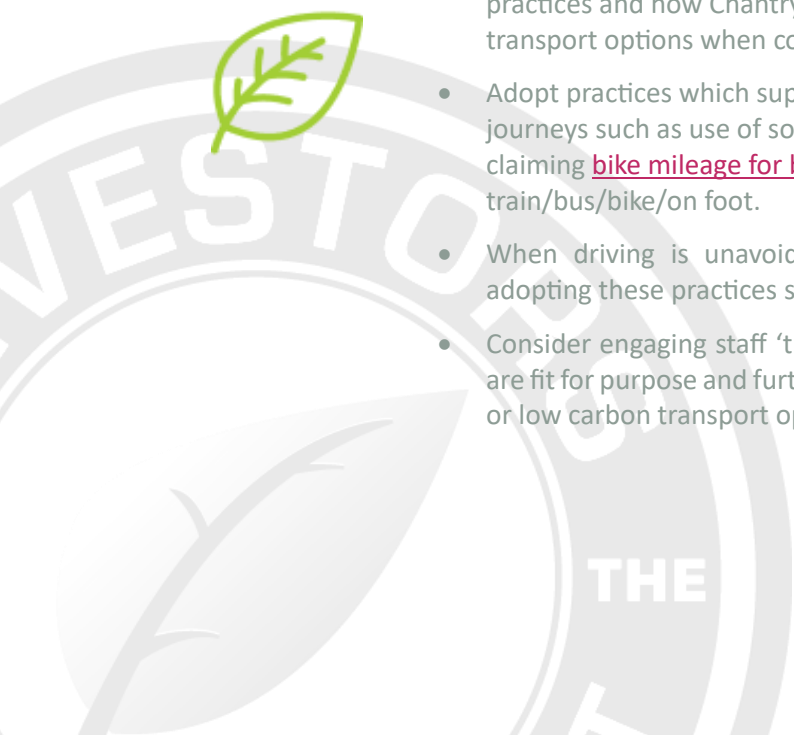 practices and how Chantry
transport options when co
• Adopt practices which sup
journeys such as use of so
claiming bike mileage for b
train/bus/bike/on foot.
• When driving is unavoid
adopting these practices s
• Consider engaging staff ‘t
are fit for purpose and furt
or low carbon transport op
VESTOPS
THE